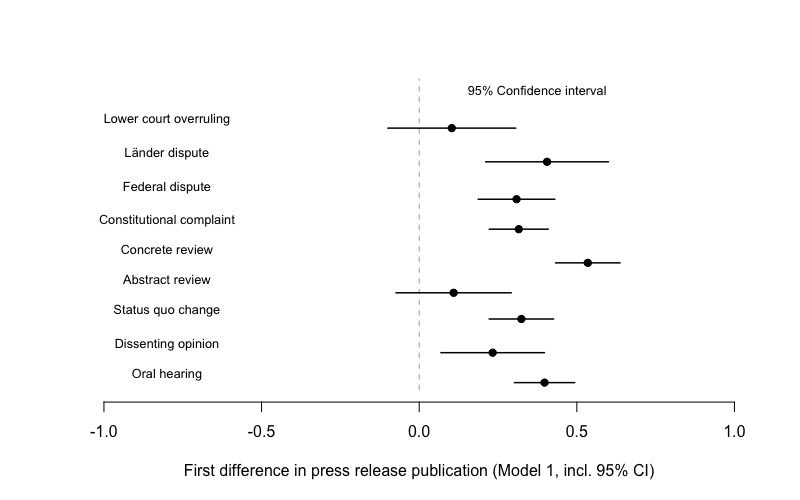 95% Confidence interval
Lower court overruling
Länder dispute
Federal dispute
Constitutional complaint
Concrete review
Abstract review
Status quo change
Dissenting opinion
Oral hearing
-1.0 -0.5 0.0 0.5 1.0
First difference in press release publication (Model 1, incl. 95% CI)